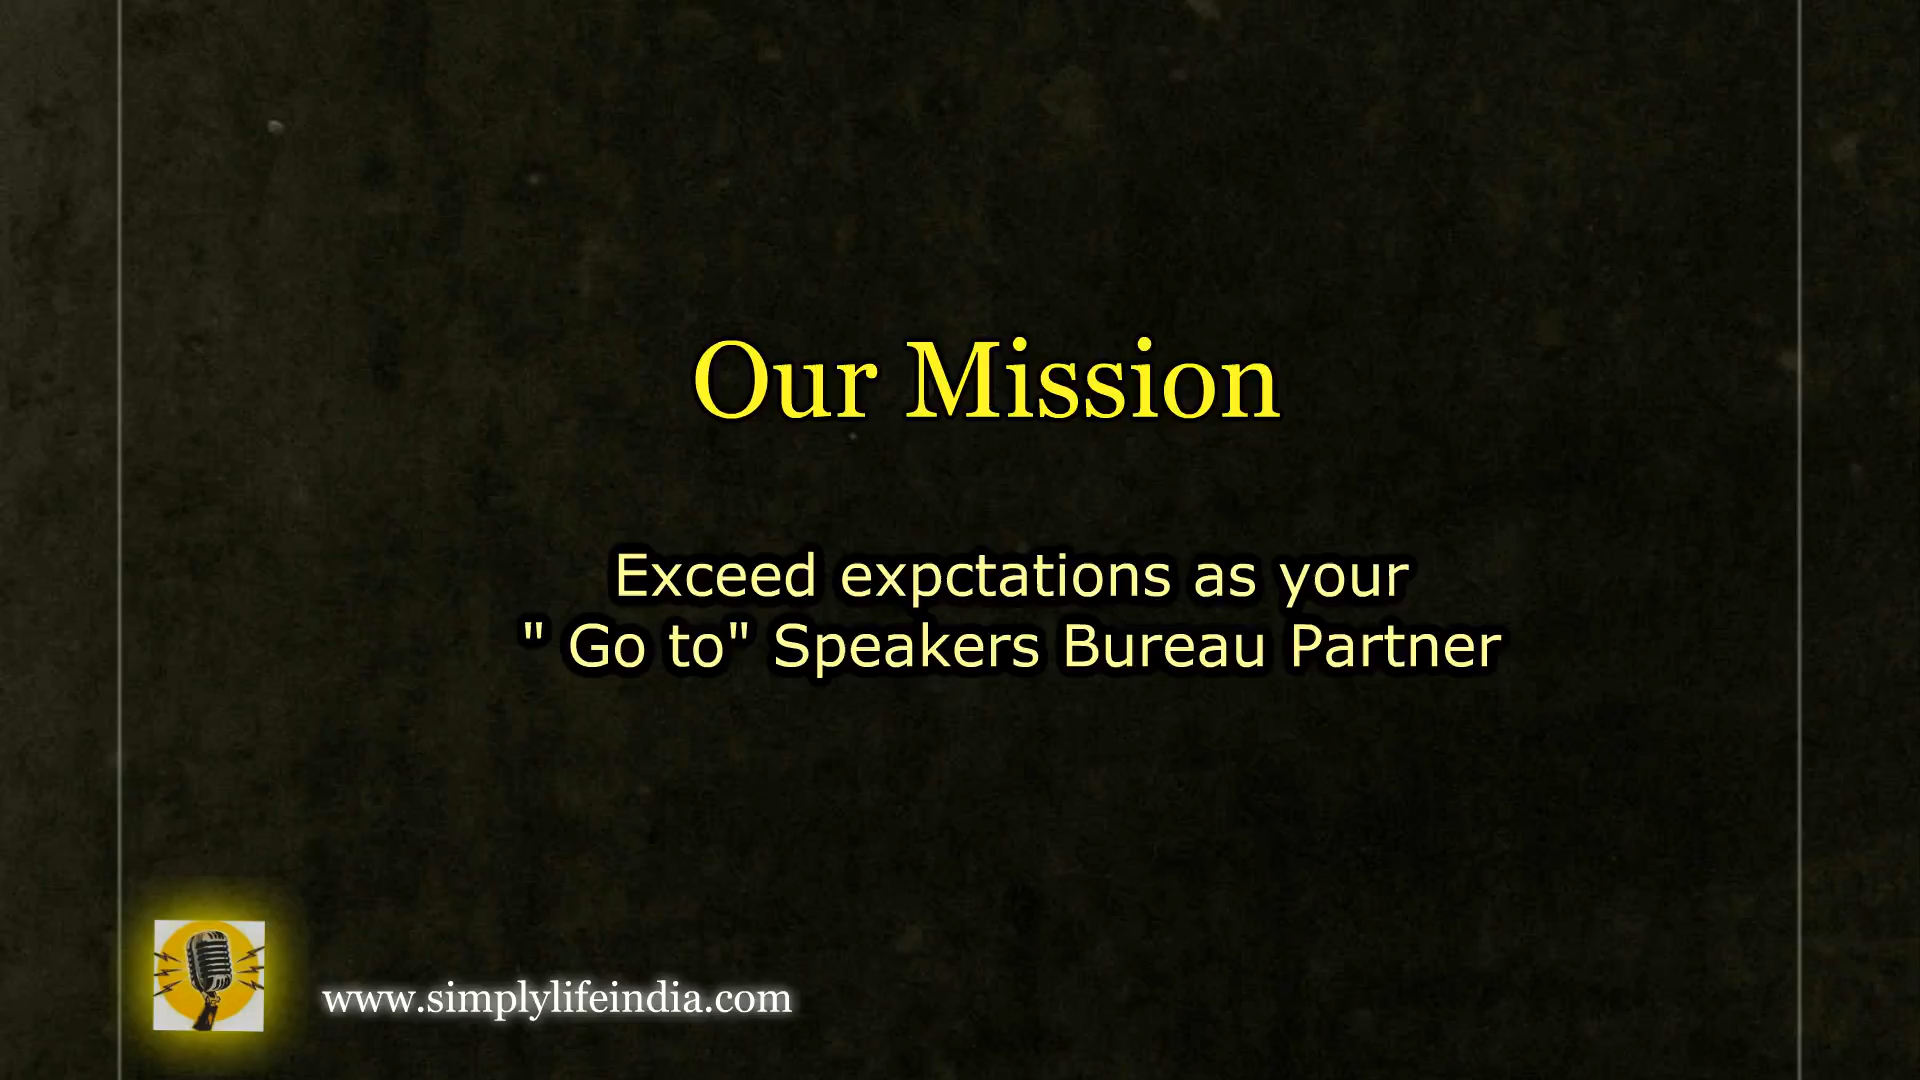 Our Mission
Exceed expctations as your
" Go to" Speakers Bureau Partner
www.simplylifeindia.com